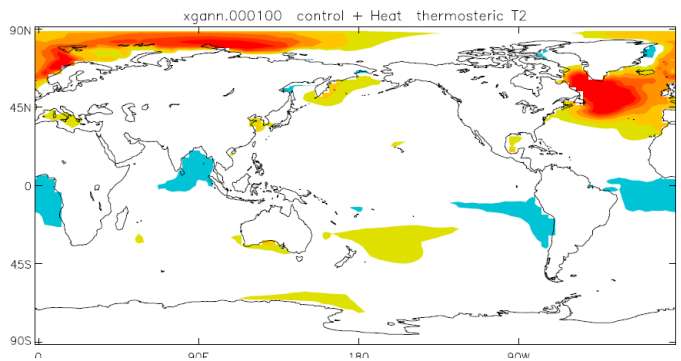 xgann.000100 control + Heat thermosteric T2
90N
45N
0
45S
90S
0 90E 180 90W